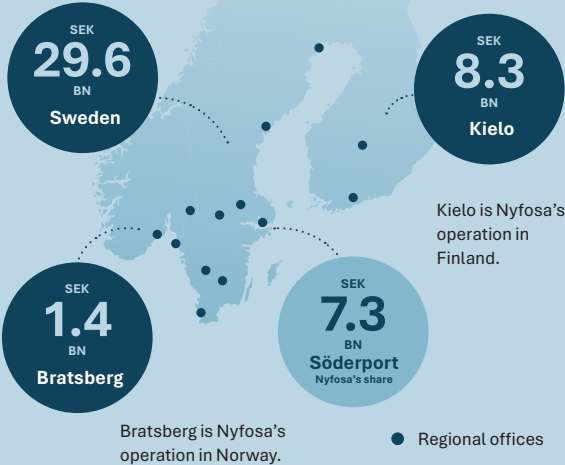 SEK
29.6
BN
Sweden
SEK
8.3
BN
Kielo
Kielo is Nyfosa’s
operation in
Finland.
SEK
1.4
BN
Bratsberg
SEK
7.3
BN
Söderport
Nyfosa’s share
Bratsberg is Nyfosa’s
operation in Norway.
Regional offices